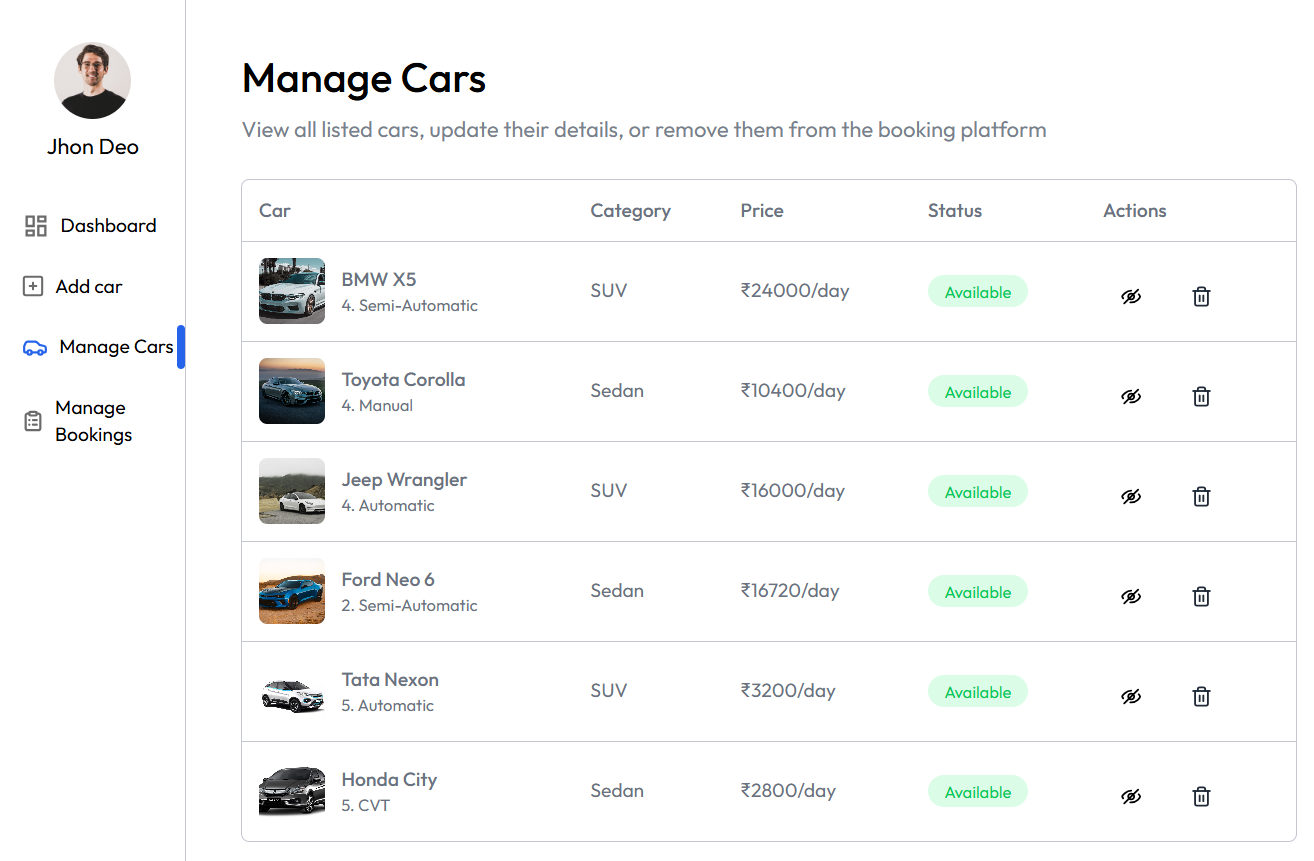 Jhon Deo
Dashboard
Add car
Manage Cars
Manage
Bookings
Manage Cars
View all listed cars, update their details, or remove them from the booking platform
Car Category Price Status Actions
BMW X5
4. Semi-Automatic
SUV ₹24000/day Available
Toyota Corolla
4. Manual
Sedan ₹10400/day Available
Jeep Wrangler
4. Automatic
SUV ₹16000/day Available
Ford Neo 6
2. Semi-Automatic
Sedan ₹16720/day Available
Tata Nexon
5. Automatic
SUV ₹3200/day Available
Honda City
5. CVT
Sedan ₹2800/day Available